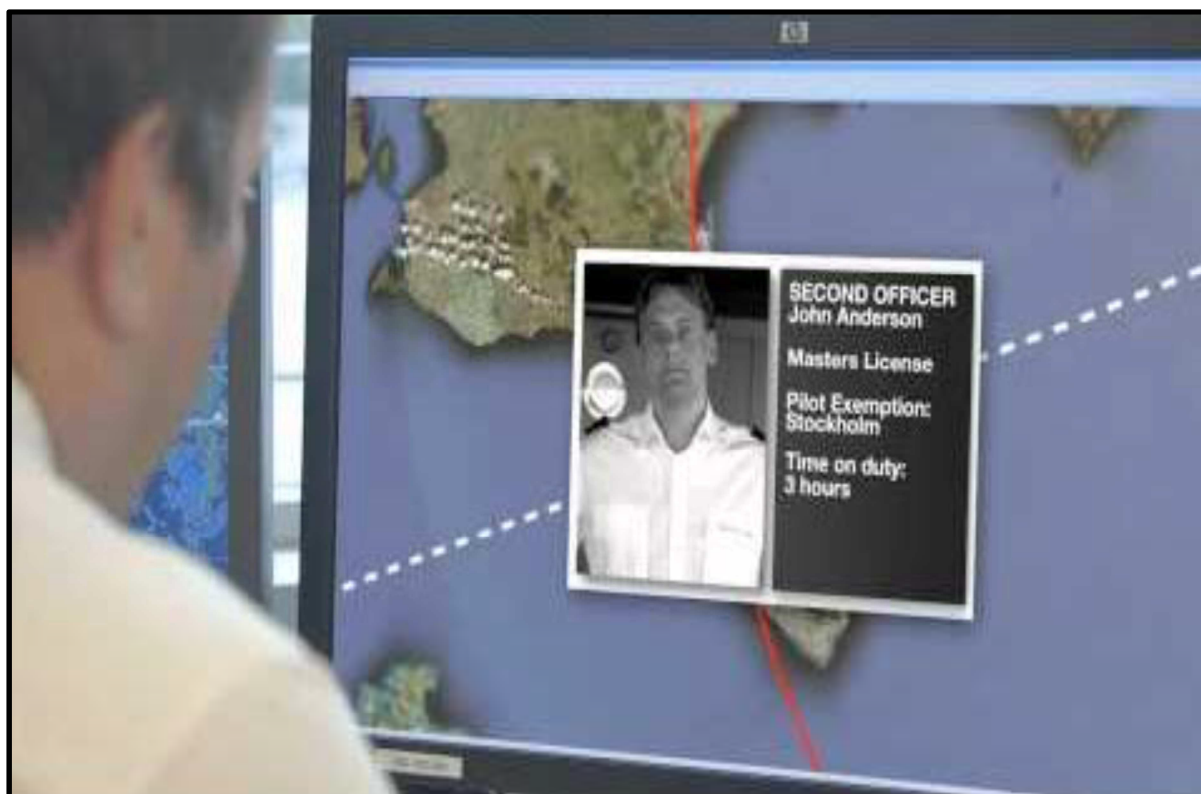 SECOND OFFICER
John Anderson
Masters License
Pilot Exemption:
Stockholm
Time on duty:
3 hours